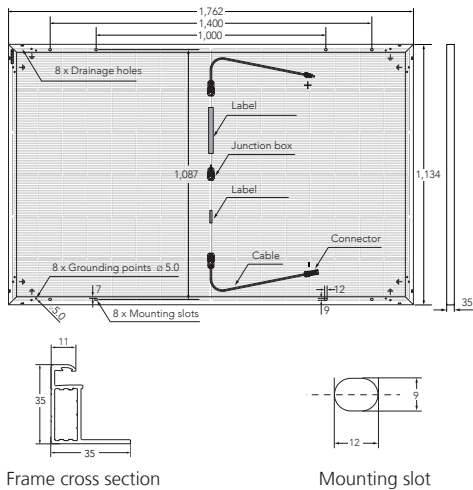 1,762
1,400
1,000
8 x Drainage holes
+
Label
Junction box
1,087
1,134
Label
-
Connector
Cable
8 x Grounding points ø 5.0
7
12
5.0
8 x Mounting slots
9
35
11
35
35
9
12
Frame cross section
Mounting slot